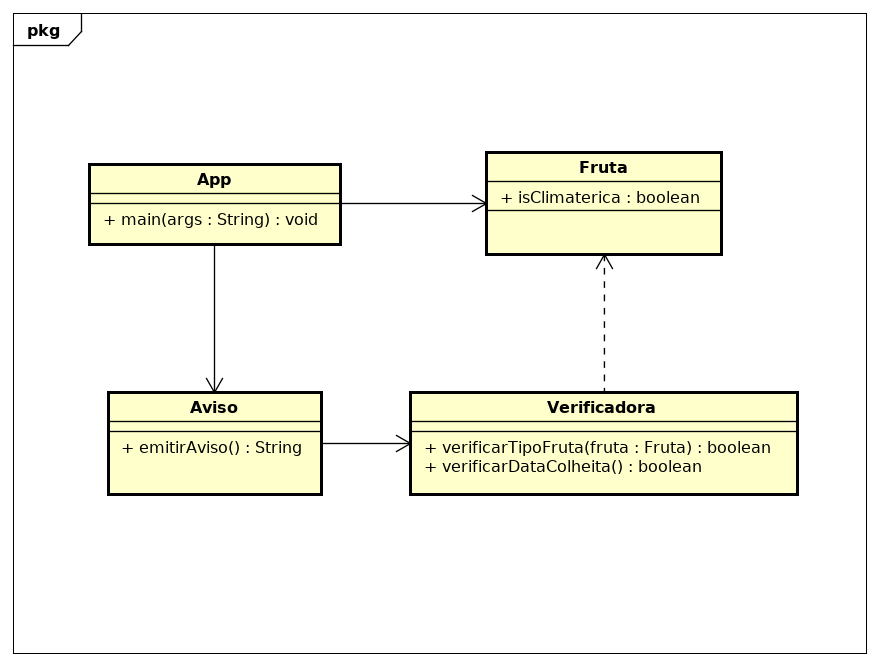 pkg
App
+ main(args : String) : void
Fruta
+ isClimaterica : boolean
Aviso
+ emitirAviso() : String
Verificadora
+ verificarTipoFruta(fruta : Fruta) : boolean
+ verificarDataColheita() : boolean